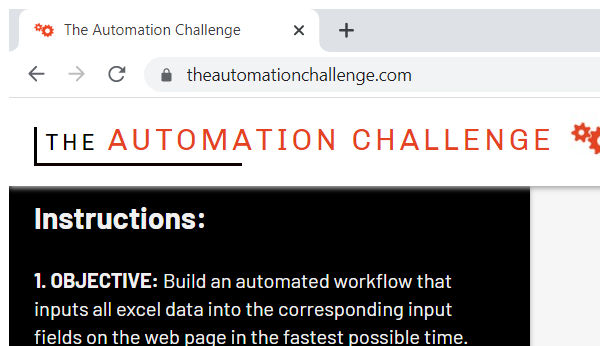 The Automation Challenge
theautomationchallenge.com
THE AUTOMATION CHALLENGE
Instructions:
1. OBJECTIVE: Build an automated workflow that
inputs all excel data into the corresponding input
fields on the web page in the fastest possible time.